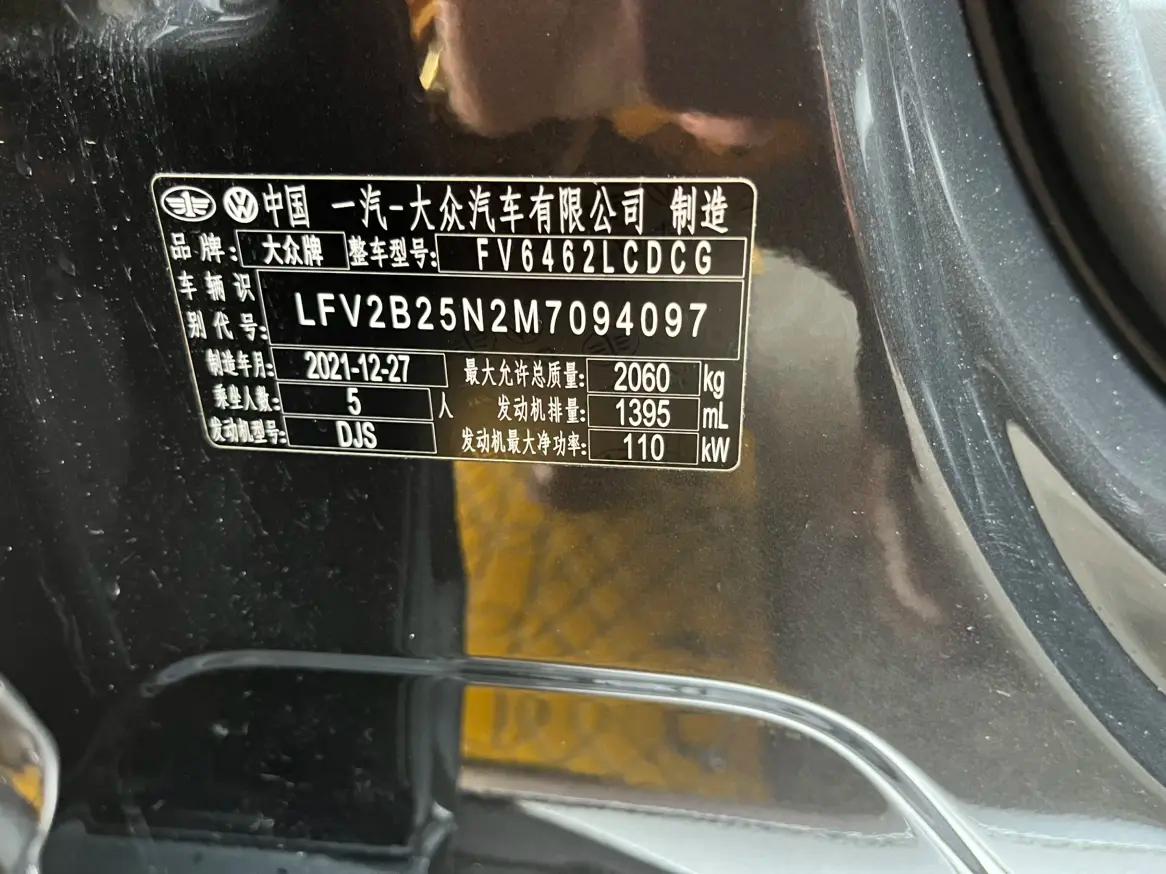 中国 一汽-大众汽车有限公司 制造
品牌: 大众牌 整车型号: FV6462LCDCG
车辆识别代号: LFV2B25N2M7094097
制造年月: 2021-12-27 最大允许总质量: 2060 kg
乘坐人数: 5 人 发动机排量: 1395 mL
发动机型号: DJS 发动机最大净功率: 110 kW